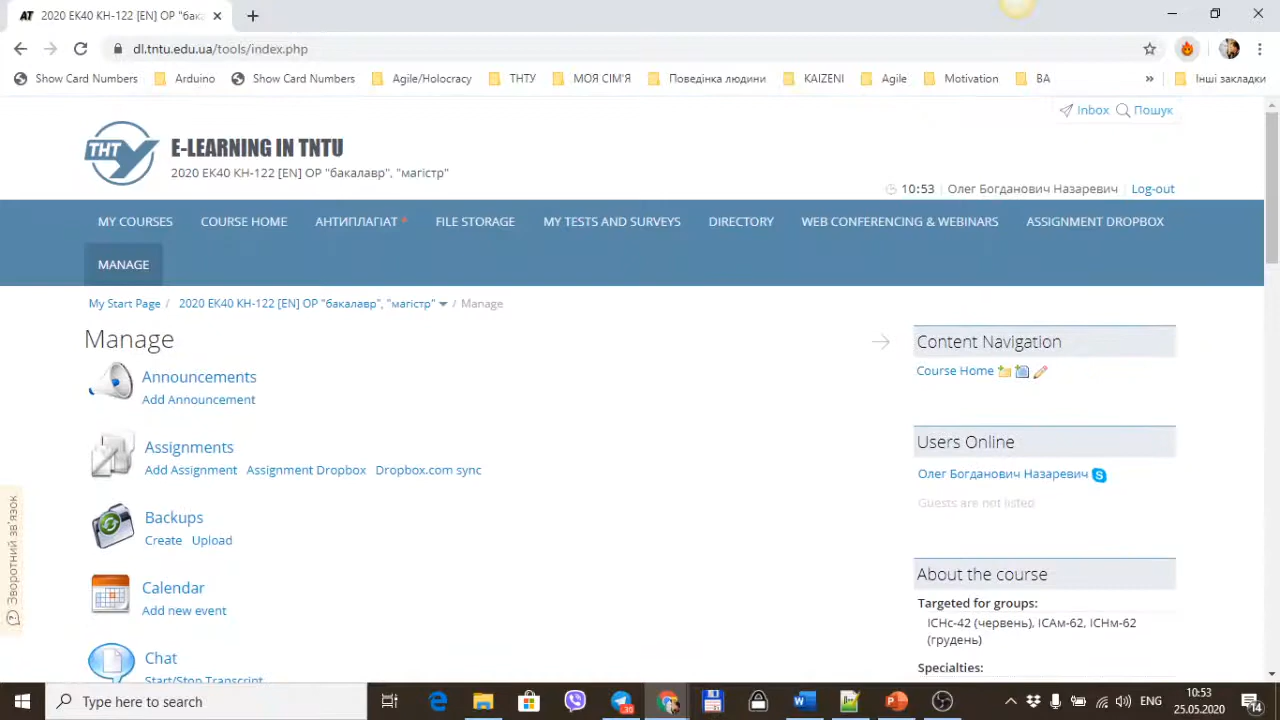 2020 ЕК40 КН-122 [EN] ОР "бака
dl.tntu.edu.ua/tools/index.php
Show Card Numbers Arduino Show Card Numbers Agile/Holocracy ТНТУ МОЯ СІМ'Я Поведінка людини KAIZENI Agile Motivation BA » Інші закладки
Inbox Пошук
ТНТУ
E-LEARNING IN TNTU
2020 ЕК40 КН-122 [EN] ОР "бакалавр", "магістр"
10:53 Олег Богданович Назаревич Log-out
MY COURSES COURSE HOME АНТИПЛАГІАТ * FILE STORAGE MY TESTS AND SURVEYS DIRECTORY WEB CONFERENCING & WEBINARS ASSIGNMENT DROPBOX
MANAGE
My Start Page / 2020 ЕК40 КН-122 [EN] ОР "бакалавр", "магістр" / Manage
Manage
Announcements
Add Announcement
Assignments
Add Assignment Assignment Dropbox Dropbox.com sync
Backups
Create Upload
Calendar
Add new event
Chat
Start/Stop Transcript
Content Navigation
Course Home
Users Online
Олег Богданович Назаревич
Guests are not listed
About the course
Targeted for groups:
ІСНс-42 (червень), ІСАм-62, ІСНм-62
(грудень)
Specialties:
Зворотний зв'язок
Type here to search
ENG
10:53
25.05.2020
14